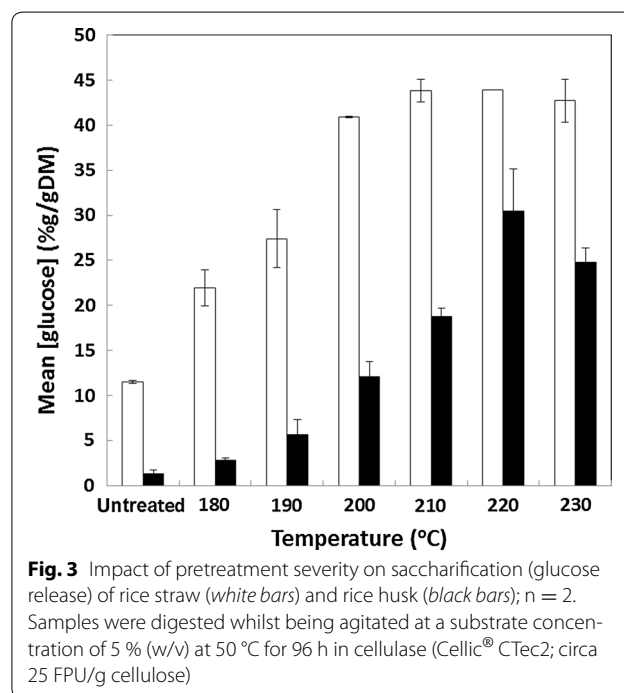 50
45
40
35
30
25
20
15
10
5
0
Mean [glucose] (%g/gDM)
Untreated 180 190 200 210 220 230
Temperature (ºC)
Fig. 3 Impact of pretreatment severity on saccharification (glucose
release) of rice straw (white bars) and rice husk (black bars); n = 2.
Samples were digested whilst being agitated at a substrate concen-
tration of 5 % (w/v) at 50 °C for 96 h in cellulase (Cellic® CTec2; circa
25 FPU/g cellulose)